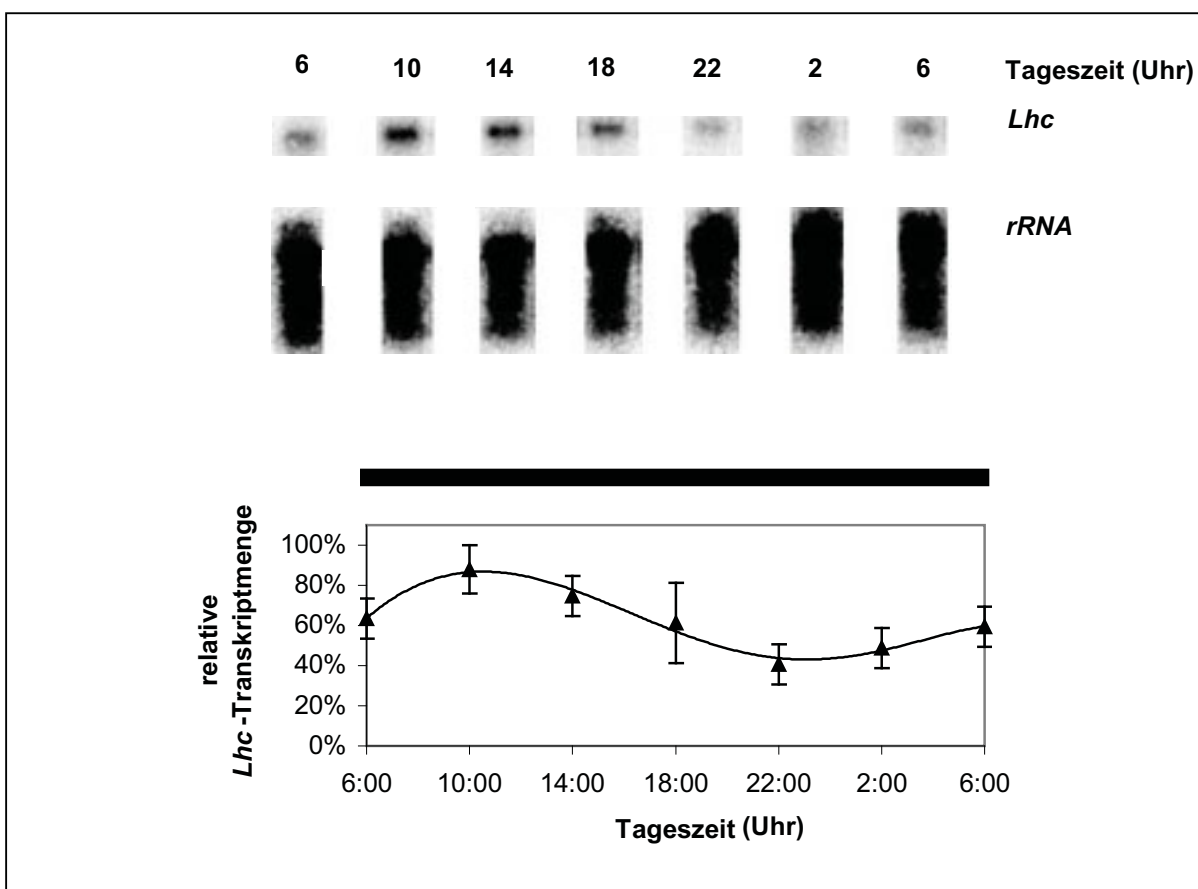 6 10 14 18 22 2 6 Tageszeit (Uhr)
Lhc
rRNA
relative
Lhc -Transkriptmenge
100%
80%
60%
40%
20%
0%
6:00 10:00 14:00 18:00 22:00 2:00 6:00
Tageszeit (Uhr)